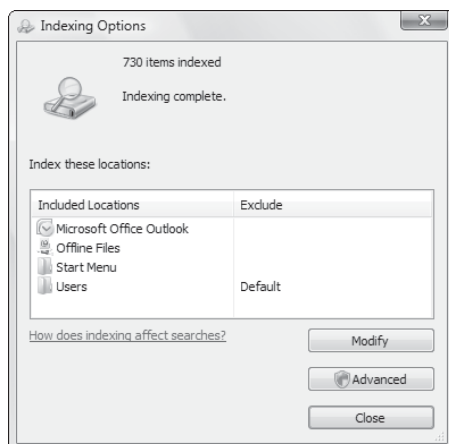 Indexing Options
730 items indexed
Indexing complete.
Index these locations:
Included Locations Exclude
Microsoft Office Outlook
Offline Files
Start Menu
Users Default
How does indexing affect searches?
Modify
Advanced
Close